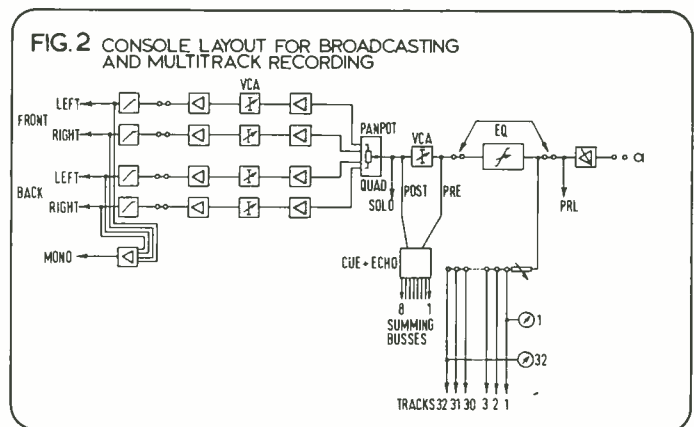 FIG. 2 CONSOLE LAYOUT FOR BROADCASTING
AND MULTITRACK RECORDING
VCA
LEFT
FRONT
RIGHT
LEFT
BACK
RIGHT
MONO
PANPOT
QUAD
SOLO
VCA
POST
PRE
EQ
a
PRL
CUE + ECHO
8 1
SUMMING
BUSSES
1
32
TRACKS 32 31 30 3 2 1